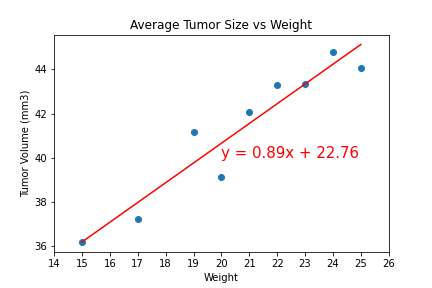 Average Tumor Size vs Weight
Tumor Volume (mm3)
44
42
40
38
36
y = 0.89x + 22.76
14 15 16 17 18 19 20 21 22 23 24 25 26
Weight